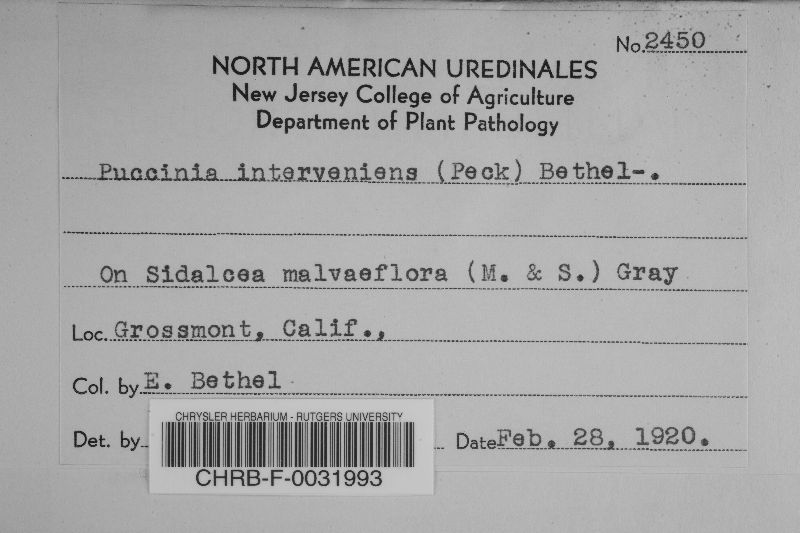 No. 2450
NORTH AMERICAN UREDINALES
New Jersey College of Agriculture
Department of Plant Pathology
Puccinia interveniens (Peck) Bethel-.
On Sidalcea malvaeflora (M. & S.) Gray
Loc. Grossmont, Calif.,
Col. by E. Bethel
CHRYSLER HERBARIUM - RUTGERS UNIVERSITY
Det. by
Date Feb. 28, 1920.
CHRB-F-0031993